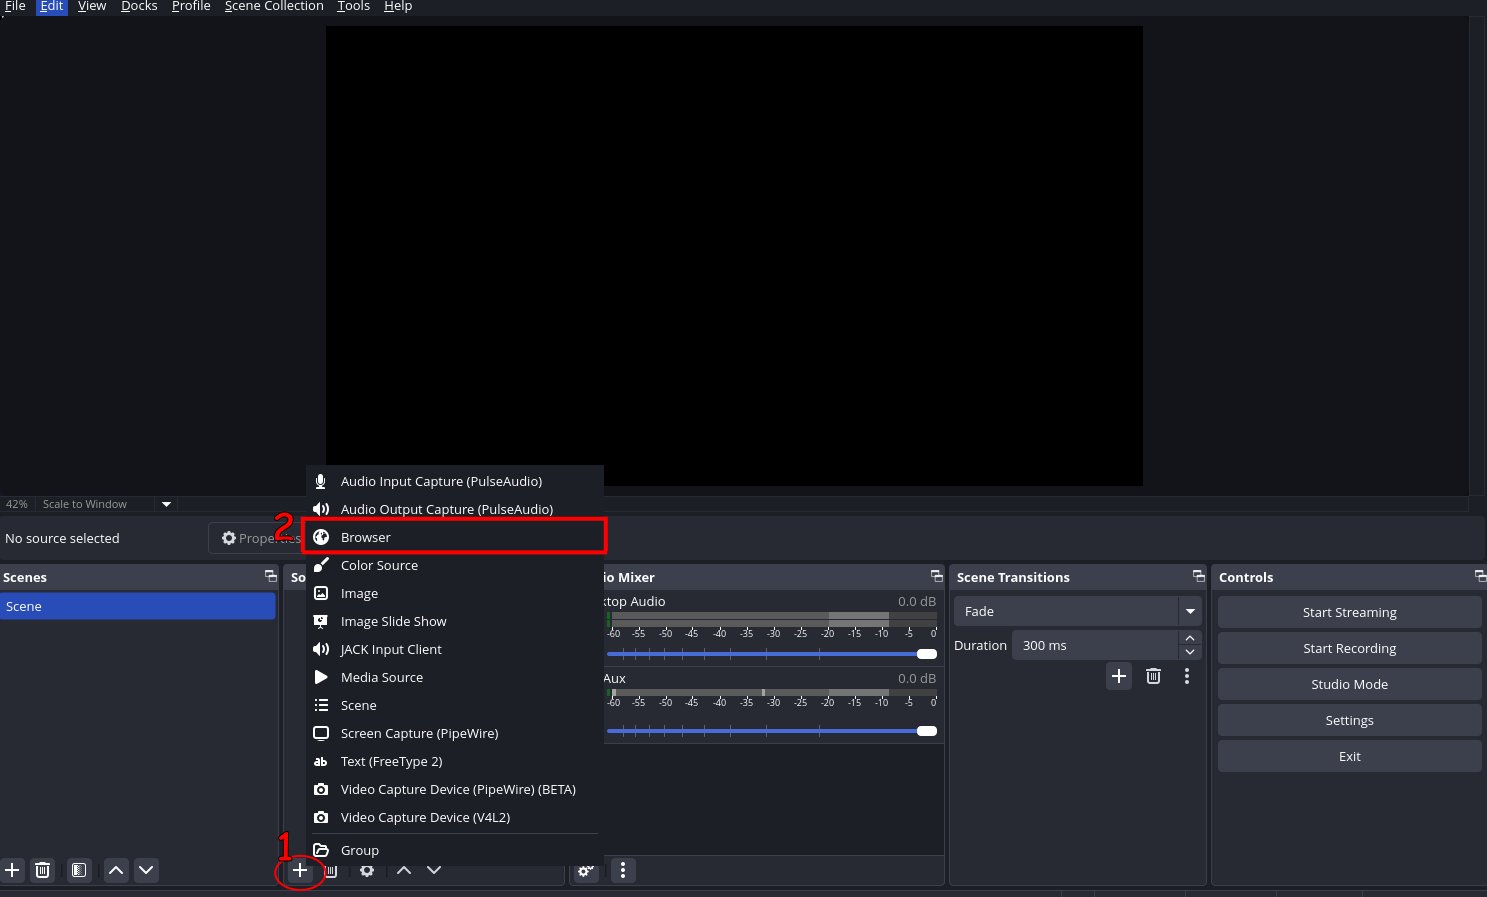 File Edit View Docks Profile Scene Collection Tools Help
42% Scale to Window
No source selected
Properties
2
Audio Input Capture (PulseAudio)
Audio Output Capture (PulseAudio)
Browser
Color Source
Image
Image Slide Show
JACK Input Client
Media Source
Scene
Screen Capture (PipeWire)
Text (FreeType 2)
Video Capture Device (PipeWire) (BETA)
Video Capture Device (V4L2)
Group
1
Scenes
Scene
So
io Mixer
ktop Audio 0.0 dB
-60 -55 -50 -45 -40 -35 -30 -25 -20 -15 -10 -5 0
Aux 0.0 dB
-60 -55 -50 -45 -40 -35 -30 -25 -20 -15 -10 -5 0
Scene Transitions
Fade
Duration 300 ms
Controls
Start Streaming
Start Recording
Studio Mode
Settings
Exit